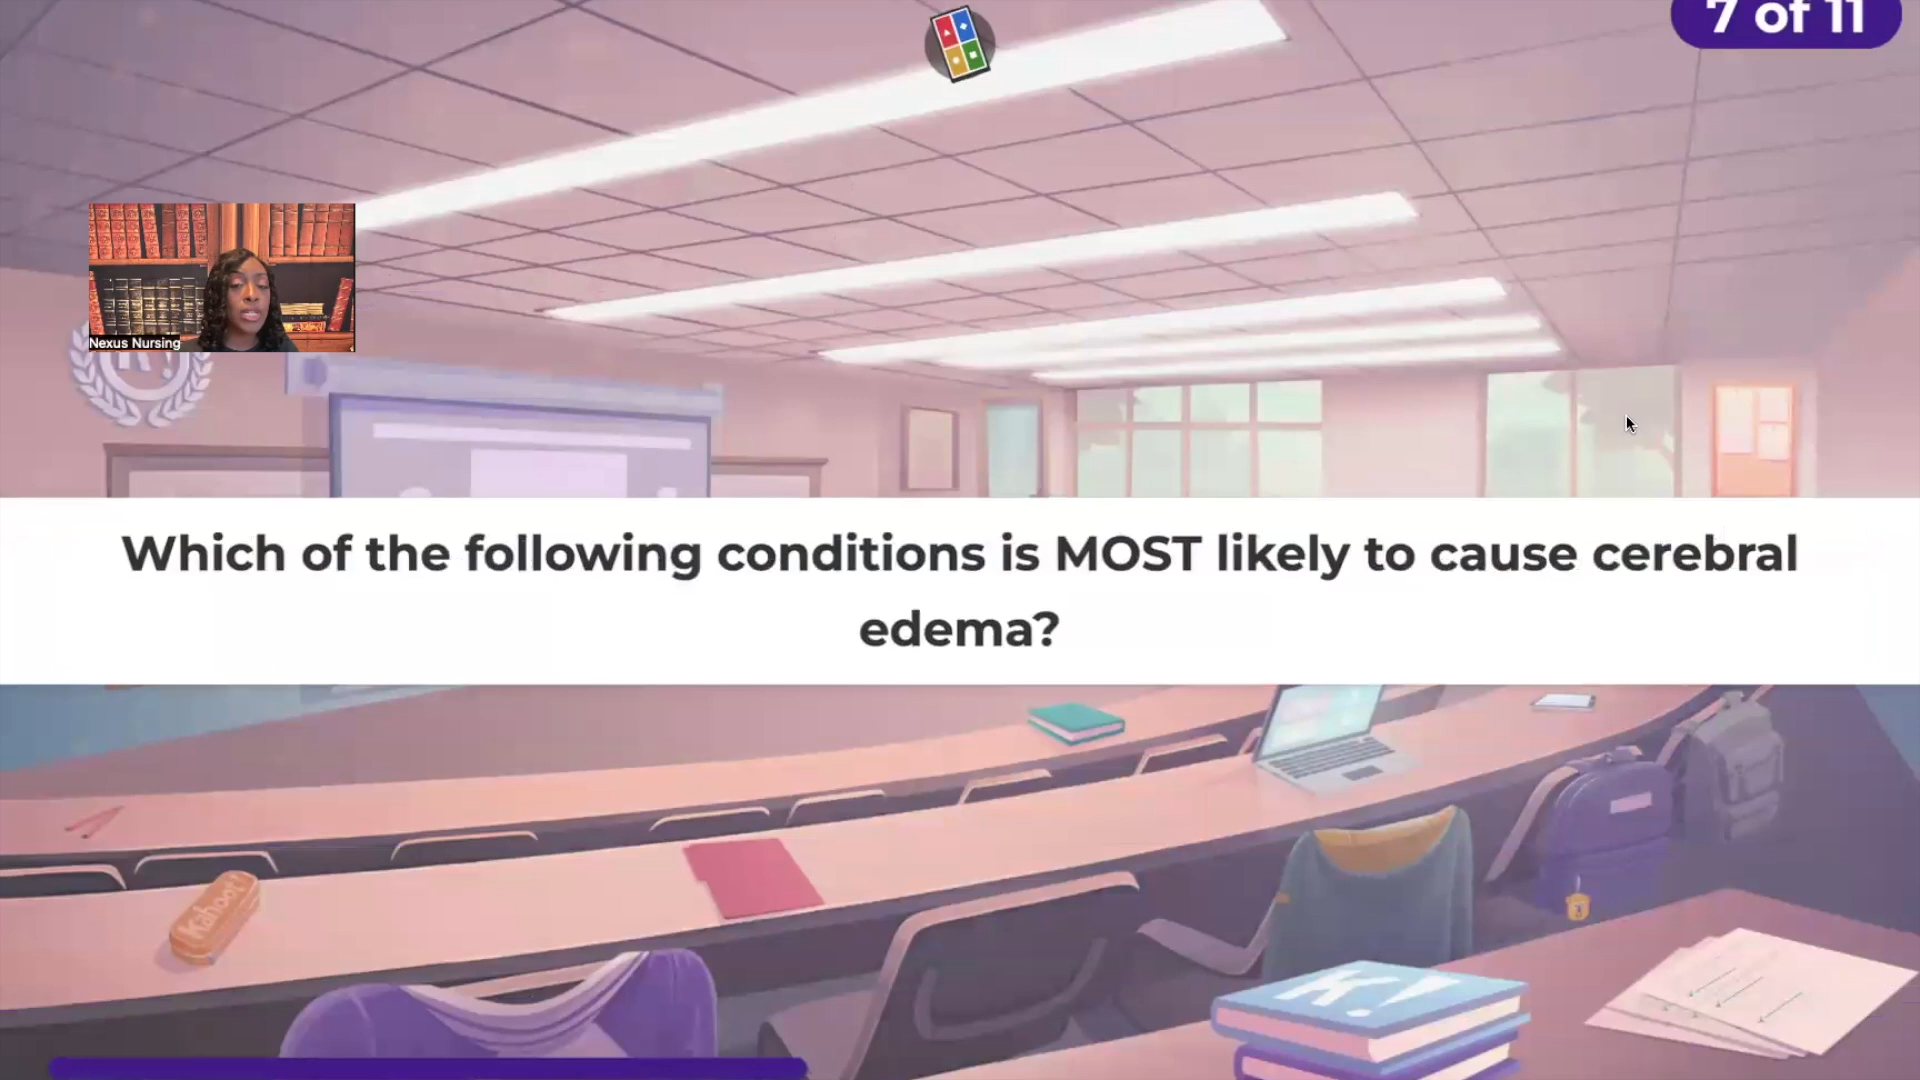 7 of 11
Nexus Nursing
Which of the following conditions is MOST likely to cause cerebral
edema?
Kahoot!
K!